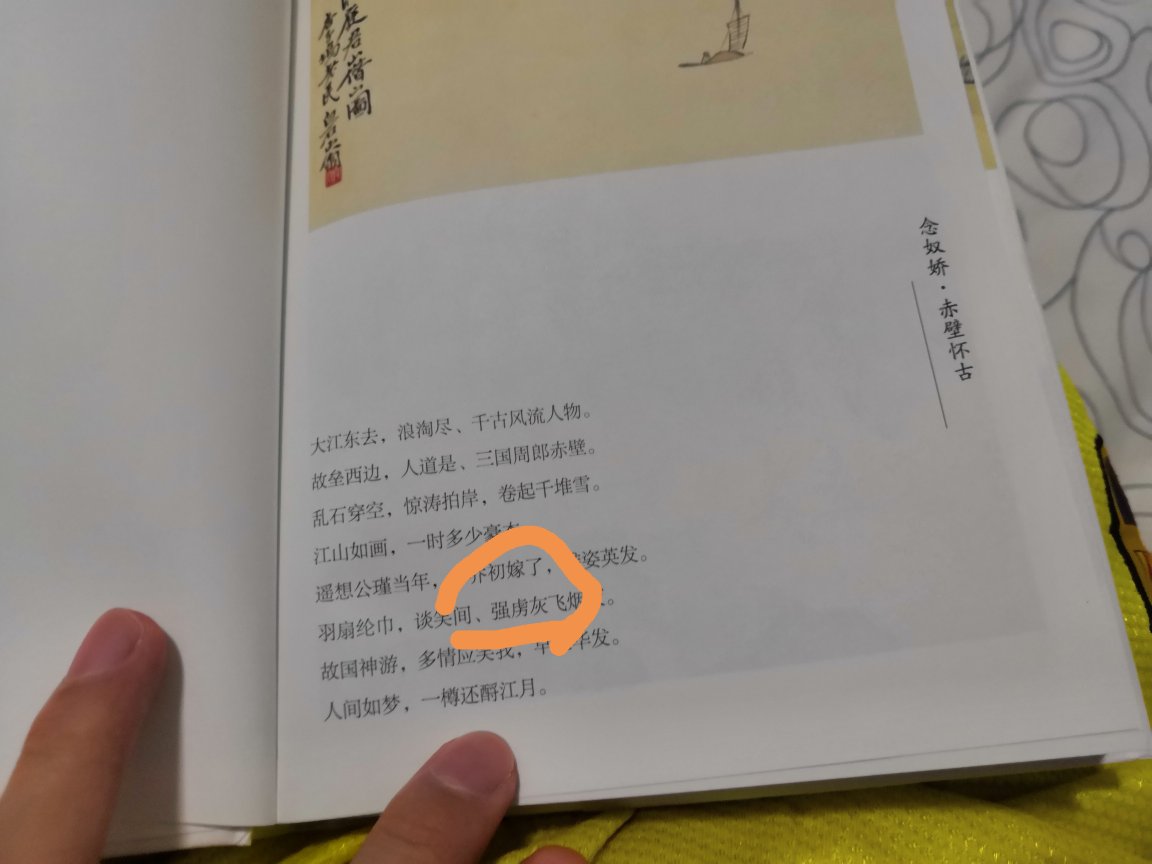 念奴娇·赤壁怀古
大江东去，浪淘尽、千古风流人物。
故垒西边，人道是、三国周郎赤壁。
乱石穿空，惊涛拍岸，卷起千堆雪。
江山如画，一时多少豪
遥想公瑾当年，初嫁了，姿英发。
羽扇纶巾，谈笑间、强虏灰飞烟。
故国神游，多情应笑我，早华发。
人间如梦，一樽还酹江月。